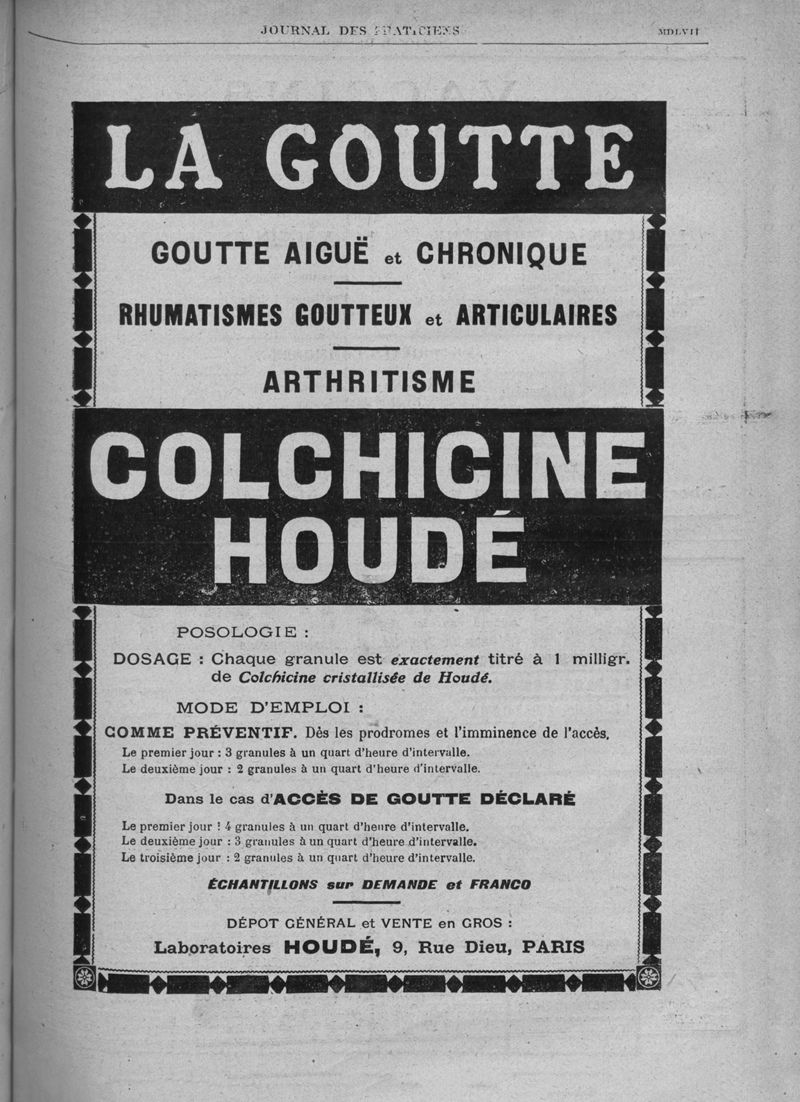 JOURNAL DES PRATICIENS
MDLVII
LA GOUTTE
GOUTTE AIGUË et CHRONIQUE
RHUMATISMES GOUTTEUX et ARTICULAIRES
ARTHRITISME
COLCHICINE
HOUDÉ
POSOLOGIE :
DOSAGE : Chaque granule est exactement titré à 1 milligr.
de Colchicine cristallisée de Houdé.
MODE D'EMPLOI :
COMME PRÉVENTIF. Dès les prodromes et l'imminence de l'accès.
Le premier jour : 3 granules à un quart d'heure d'intervalle.
Le deuxième jour : 2 granules à un quart d'heure d'intervalle.
Dans le cas d'ACCÈS DE GOUTTE DÉCLARÉ
Le premier jour : 4 granules à un quart d'heure d'intervalle.
Le deuxième jour : 3 granules à un quart d'heure d'intervalle.
Le troisième jour : 2 granules à un quart d'heure d'intervalle.
ÉCHANTILLONS sur DEMANDE et FRANCO
DÉPOT GÉNÉRAL et VENTE en GROS :
Laboratoires HOUDÉ, 9, Rue Dieu, PARIS